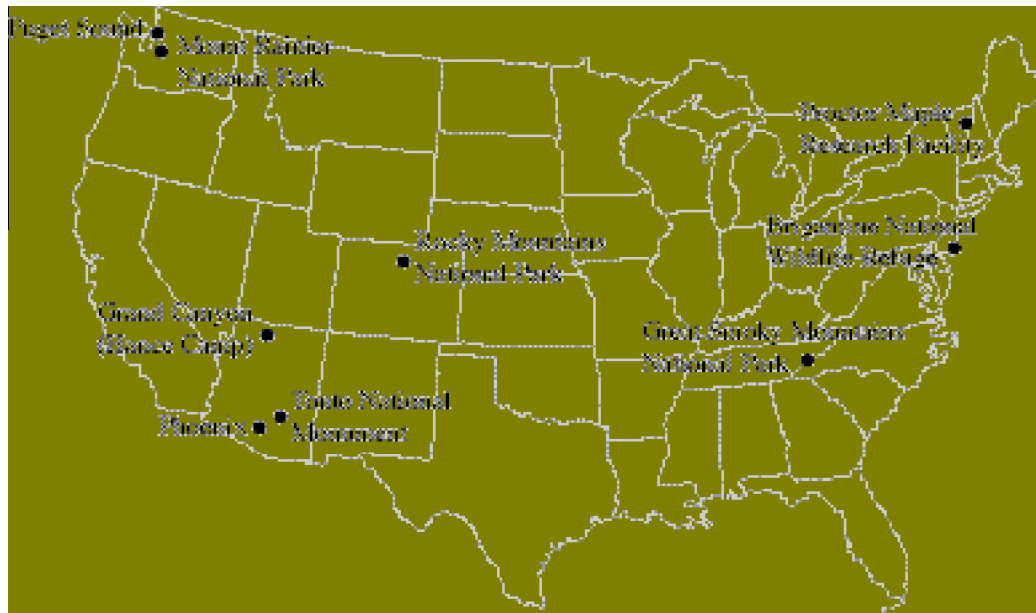 Puget Sound
Mount Rainier
National Park
Proctor Maple
Research Facility
Brigantine National
Wildlife Refuge
Rocky Mountains
National Park
Grand Canyon
(Hance Camp)
Great Smoky Mountains
National Park
Tonto National
Monument
Phoenix